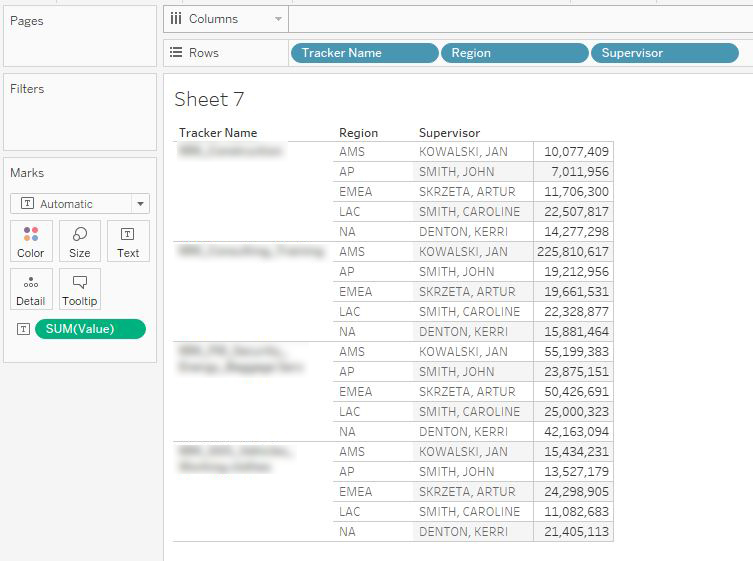 Pages
Columns
Rows Tracker Name Region Supervisor
Filters
Sheet 7
Tracker Name Region Supervisor
AMS KOWALSKI, JAN 10,077,409
AP SMITH, JOHN 7,011,956
EMEA SKRZETA, ARTUR 11,706,300
LAC SMITH, CAROLINE 22,507,817
NA DENTON, KERRI 14,277,298
AMS KOWALSKI, JAN 225,810,617
AP SMITH, JOHN 19,212,956
EMEA SKRZETA, ARTUR 19,661,531
LAC SMITH, CAROLINE 22,328,877
NA DENTON, KERRI 15,881,464
AMS KOWALSKI, JAN 55,199,383
AP SMITH, JOHN 23,875,151
EMEA SKRZETA, ARTUR 50,426,691
LAC SMITH, CAROLINE 25,000,323
NA DENTON, KERRI 42,163,094
AMS KOWALSKI, JAN 15,434,231
AP SMITH, JOHN 13,527,179
EMEA SKRZETA, ARTUR 24,298,905
LAC SMITH, CAROLINE 11,082,683
NA DENTON, KERRI 21,405,113
Marks
T Automatic
Color Size Text
Detail Tooltip
T SUM(Value)